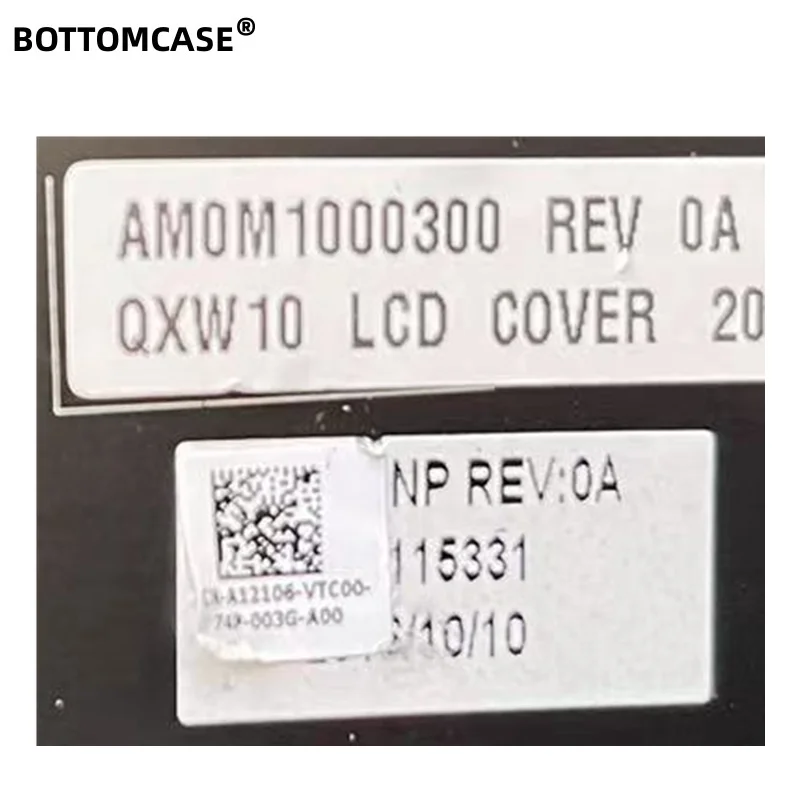 BOTTOMCASE®
AM0M1000300 REV 0A
QXW10 LCD COVER 20
NP REV:0A
115331
CN-A12106-VTC00-
749-003G-A00
/10/10